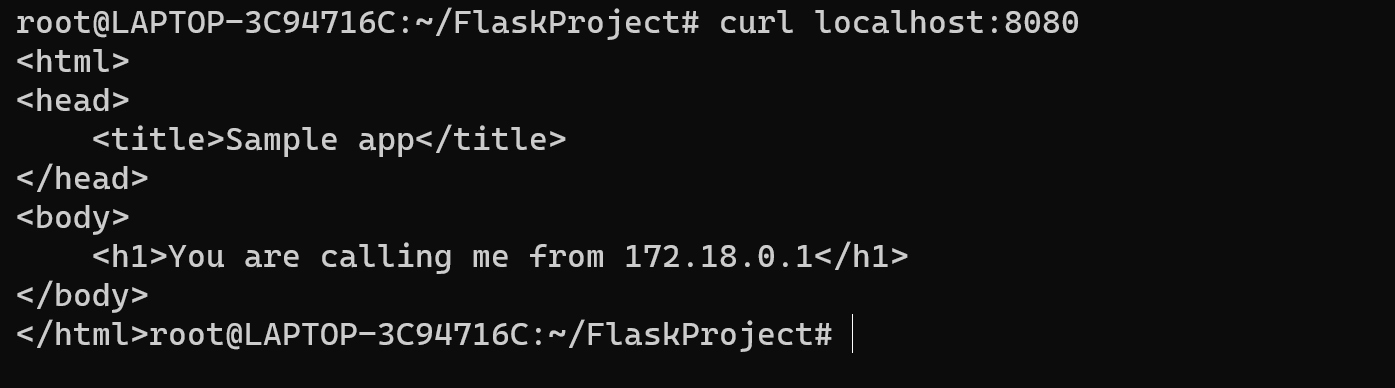 root@LAPTOP-3C94716C:~/FlaskProject# curl localhost:8080
<html>
<head>
    <title>Sample app</title>
</head>
<body>
    <h1>You are calling me from 172.18.0.1</h1>
</body>
</html>root@LAPTOP-3C94716C:~/FlaskProject#